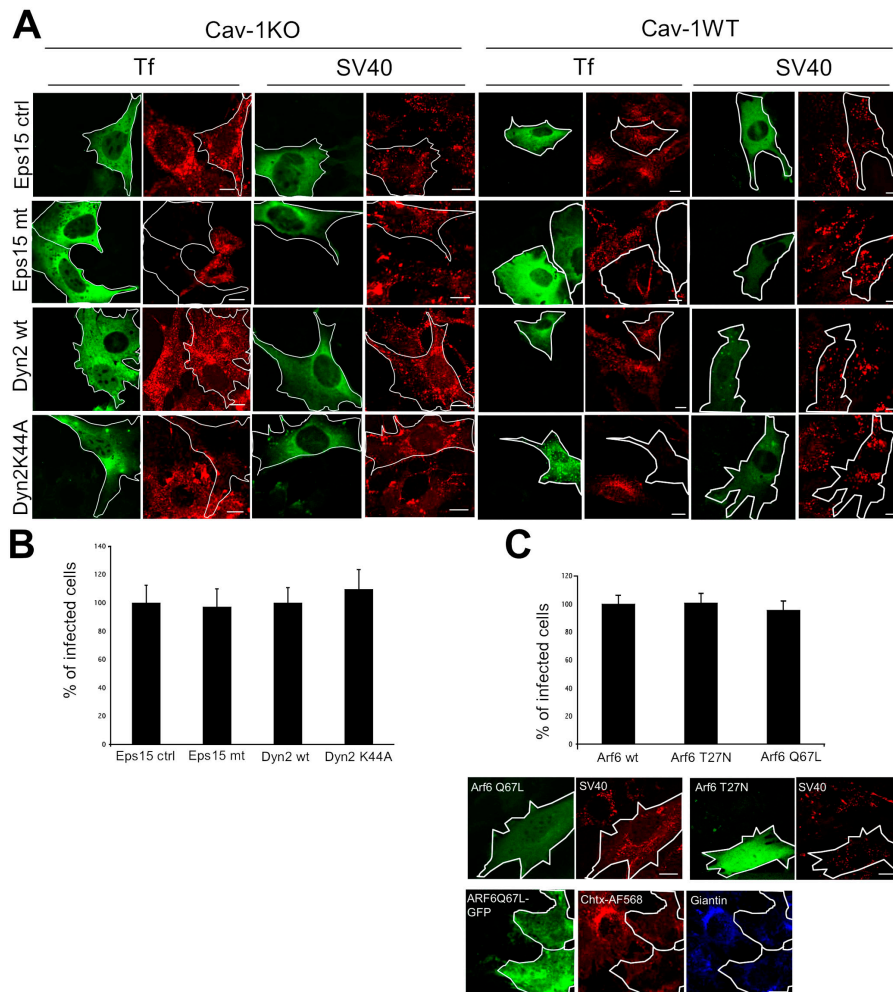 A
Cav-1KO Cav-1WT
Tf SV40 Tf SV40
Eps15 ctrl
Eps15 mt
Dyn2 wt
Dyn2K44A
B
% of infected cells
140
120
100
80
60
40
20
0
Eps15 ctrl Eps15 mt Dyn2 wt Dyn2 K44A
C
% of infected cells
120
100
80
60
40
20
0
Arf6 wt Arf6 T27N Arf6 Q67L
Arf6 Q67L SV40 Arf6 T27N SV40
ARF6Q67L- Chtx-AF568 Giantin
GFP